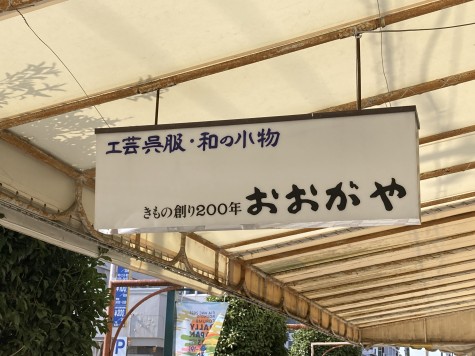 工芸呉服・和の小物
きもの創り200年 おおがや
P